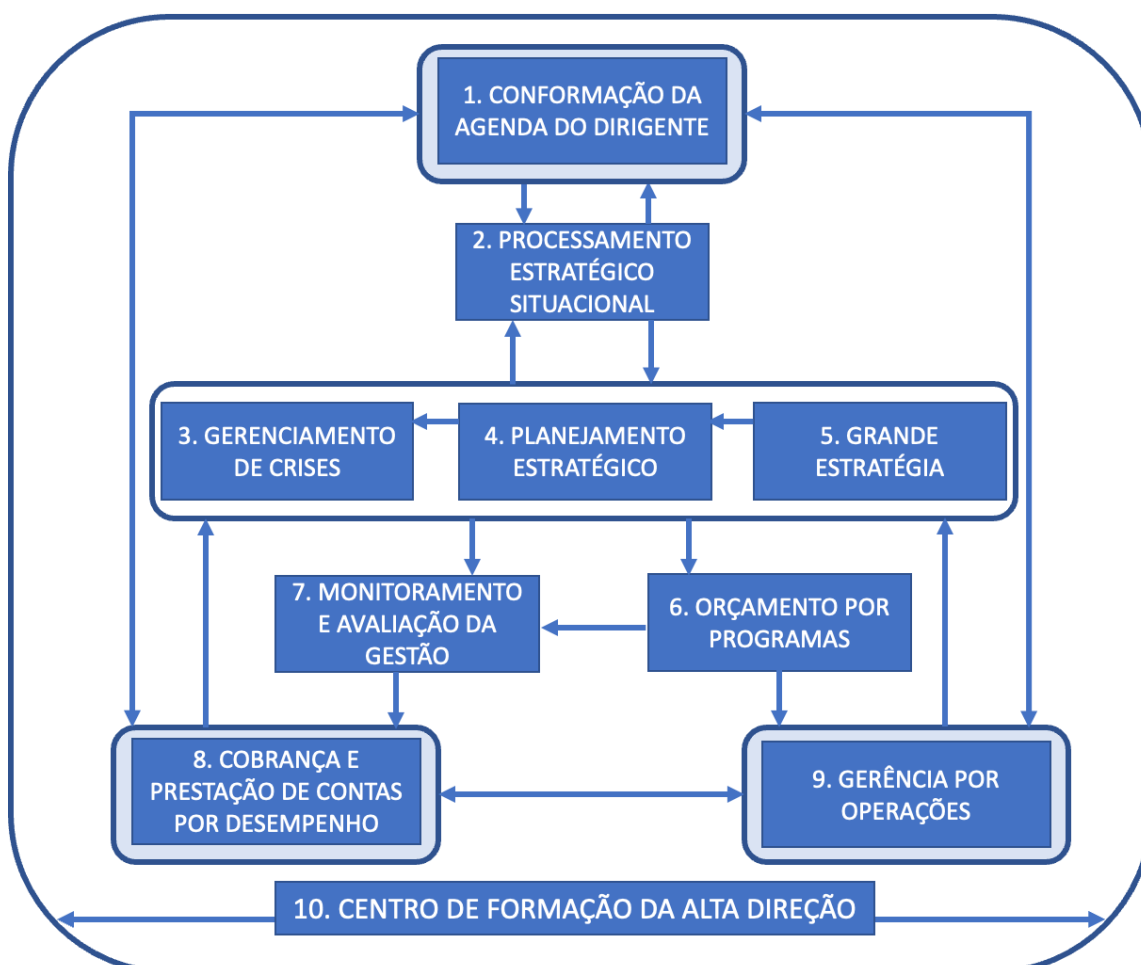 1. CONFORMAÇÃO DA
AGENDA DO DIRIGENTE
2. PROCESSAMENTO
ESTRATÉGICO
SITUACIONAL
3. GERENCIAMENTO
DE CRISES
4. PLANEJAMENTO
ESTRATÉGICO
5. GRANDE
ESTRATÉGIA
7. MONITORAMENTO
E AVALIAÇÃO DA
GESTÃO
6. ORÇAMENTO POR
PROGRAMAS
8. COBRANÇA E
PRESTAÇÃO DE CONTAS
POR DESEMPENHO
9. GERÊNCIA POR
OPERAÇÕES
10. CENTRO DE FORMAÇÃO DA ALTA DIREÇÃO